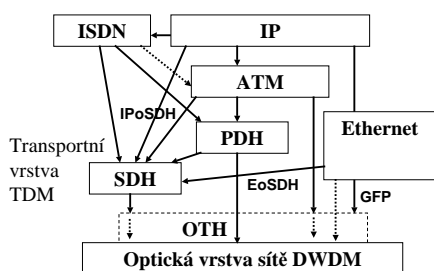 ISDN
IP
ATM
IPoSDH
PDH
Ethernet
Transportní
vrstva
TDM
SDH
EoSDH
GFP
OTH
Optická vrstva sítě DWDM